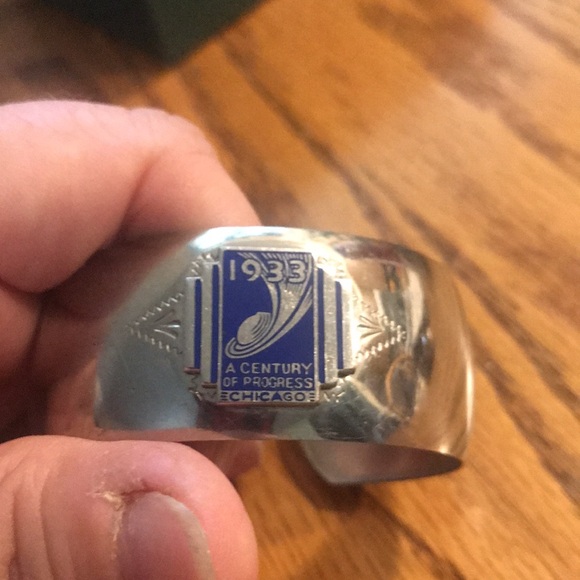 1933
A CENTURY
OF PROGRESS
CHICAGO